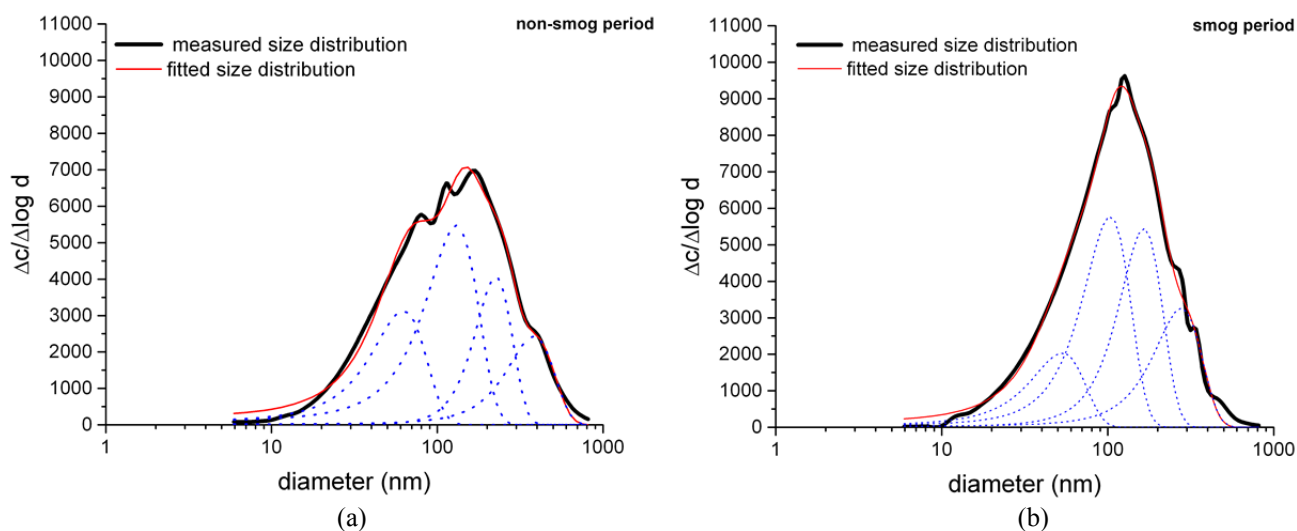 11000
10000
9000
8000
7000
6000
5000
4000
3000
2000
1000
0
Δc/Δlog d
non-smog period
measured size distribution
fitted size distribution
1 10 100 1000
diameter (nm)
(a)
11000
10000
9000
8000
7000
6000
5000
4000
3000
2000
1000
0
Δc/Δlog d
smog period
measured size distribution
fitted size distribution
1 10 100 1000
diameter (nm)
(b)